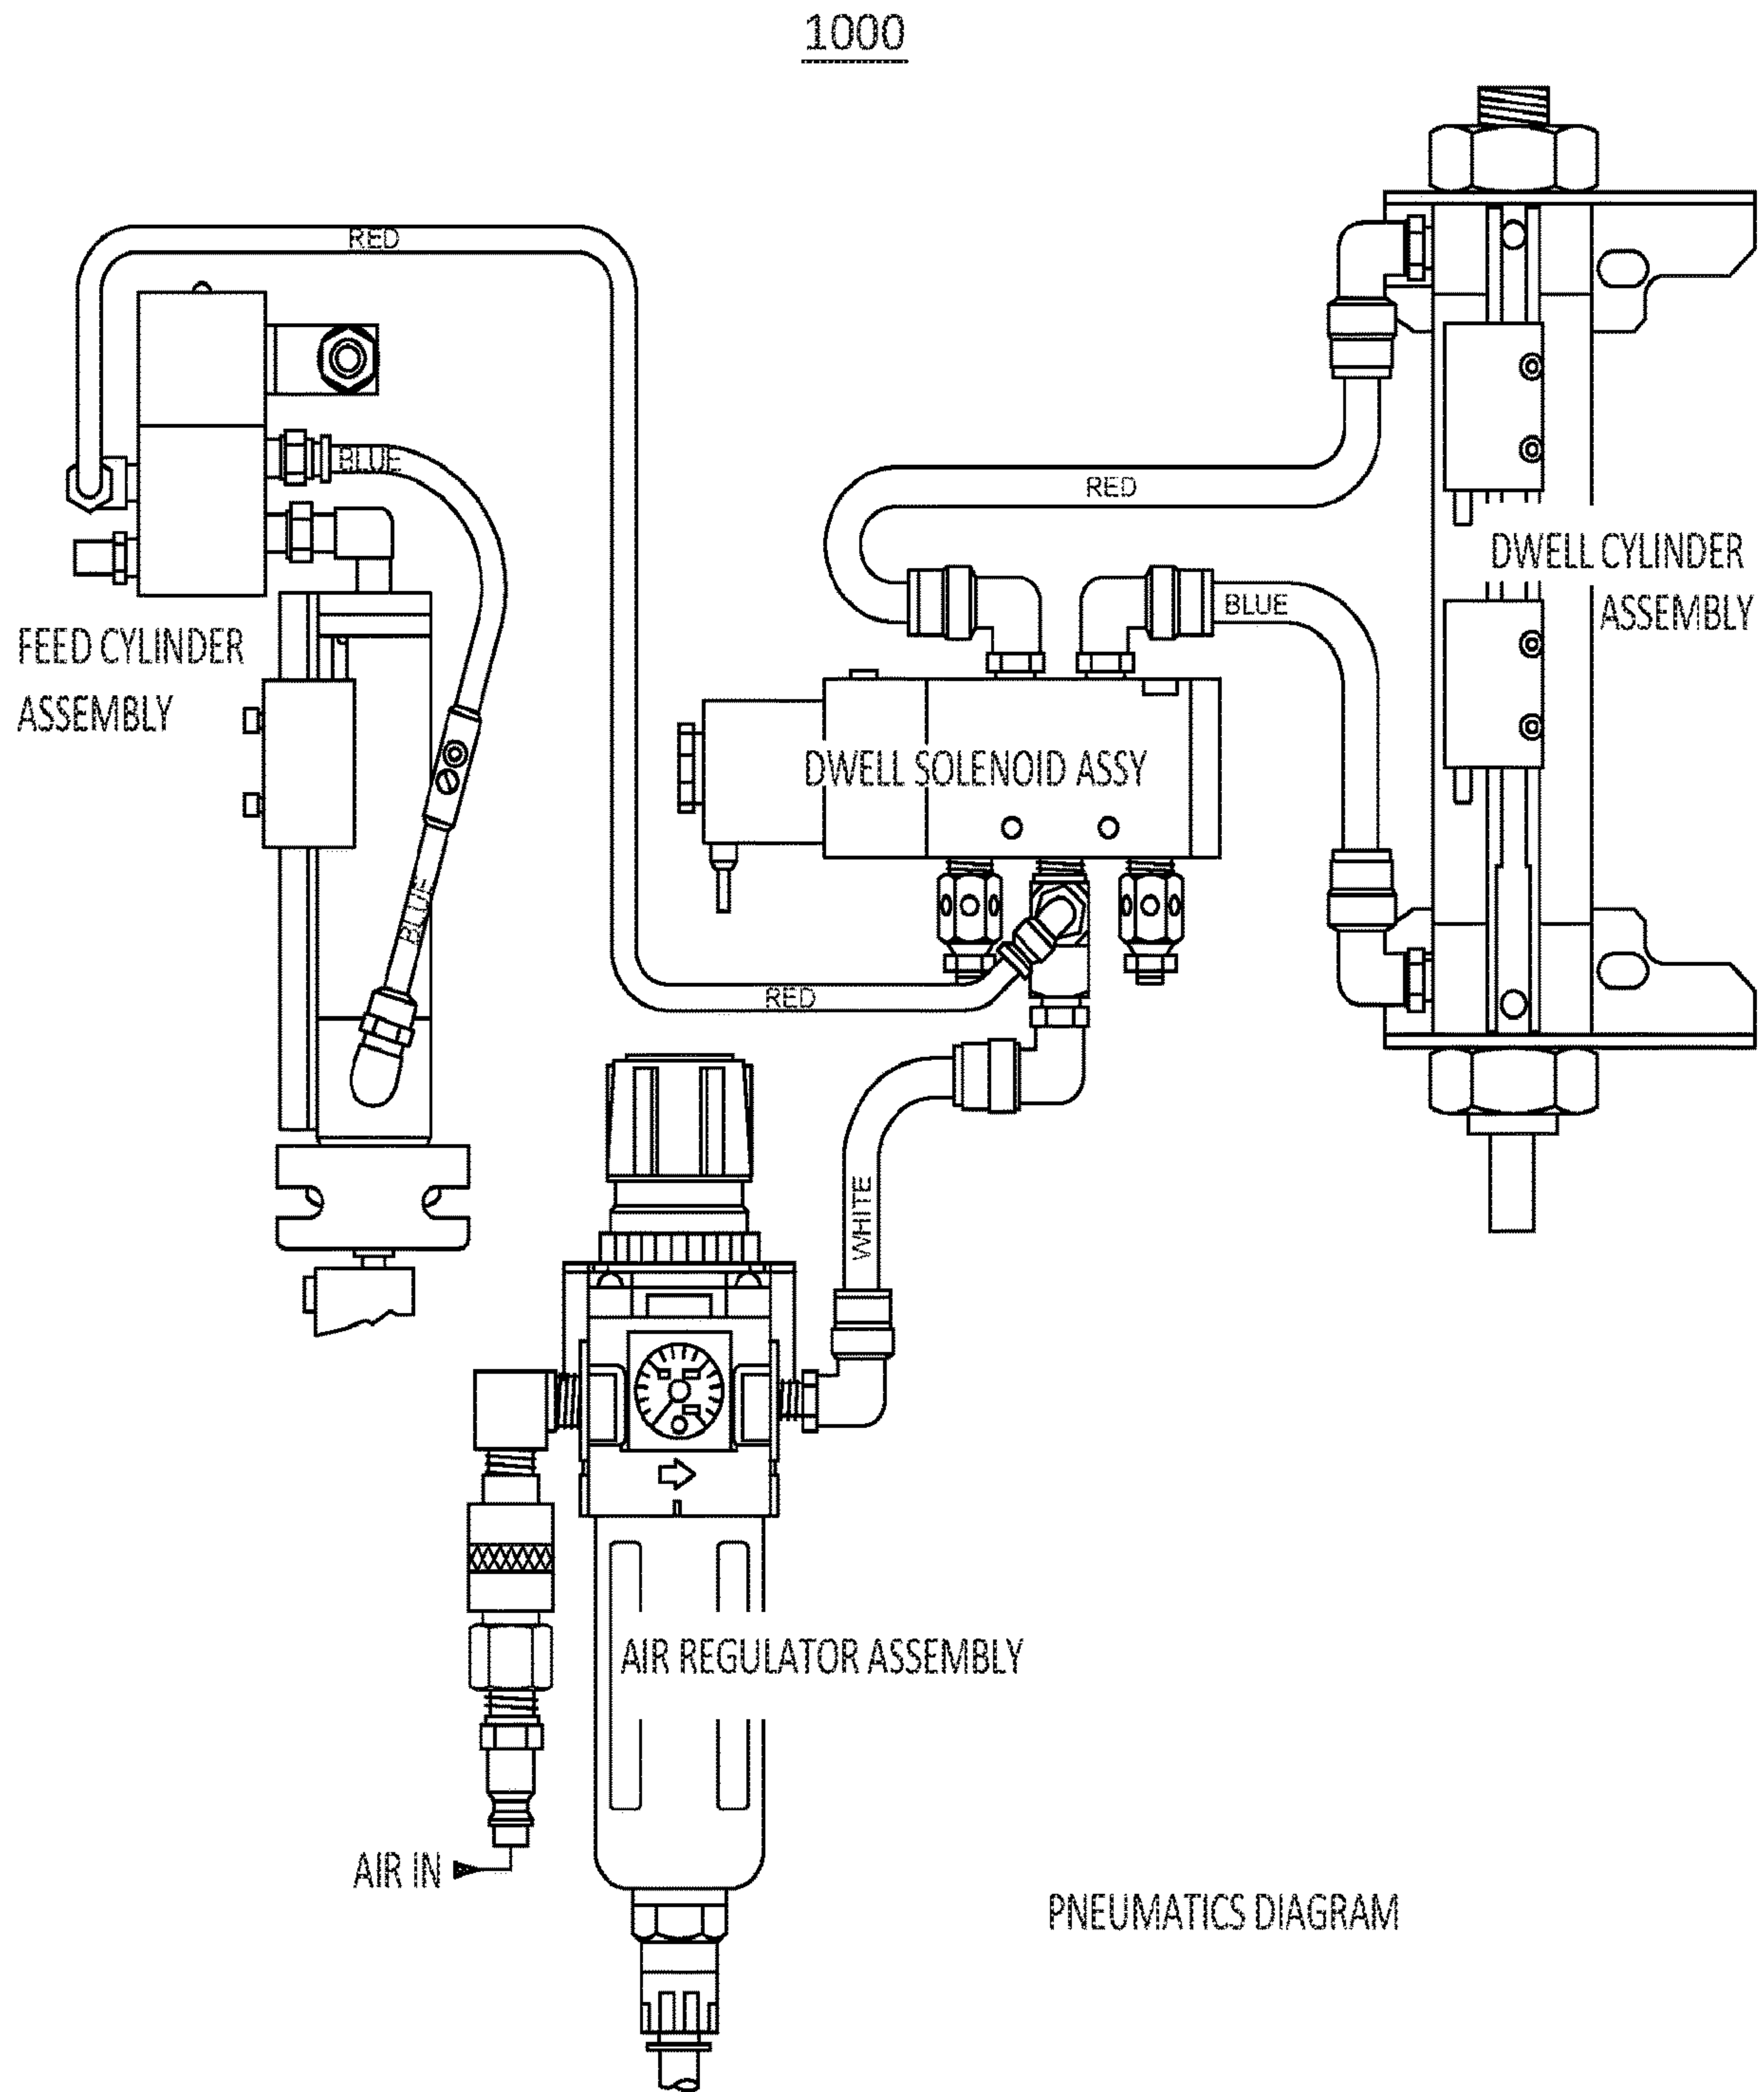 1000
RED
BLUE
RED
DWELL CYLINDER
ASSEMBLY
BLUE
FEED CYLINDER
ASSEMBLY
DWELL SOLENOID ASSY
BLUE
RED
WHITE
AIR REGULATOR ASSEMBLY
AIR IN
PNEUMATICS DIAGRAM